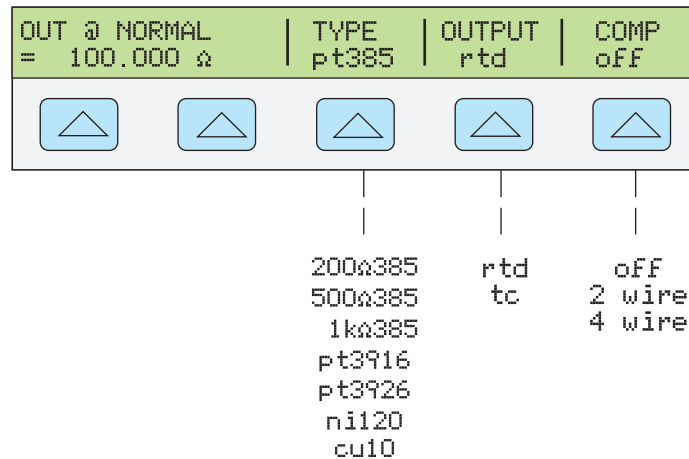 OUT @ NORMAL | TYPE | OUTPUT | COMP
= 100.000 Ω | pt385 | rtd | off
200Ω385 rtd off
500Ω385 tc 2 wire
1kΩ385 4 wire
pt3916
pt3926
ni120
cu10